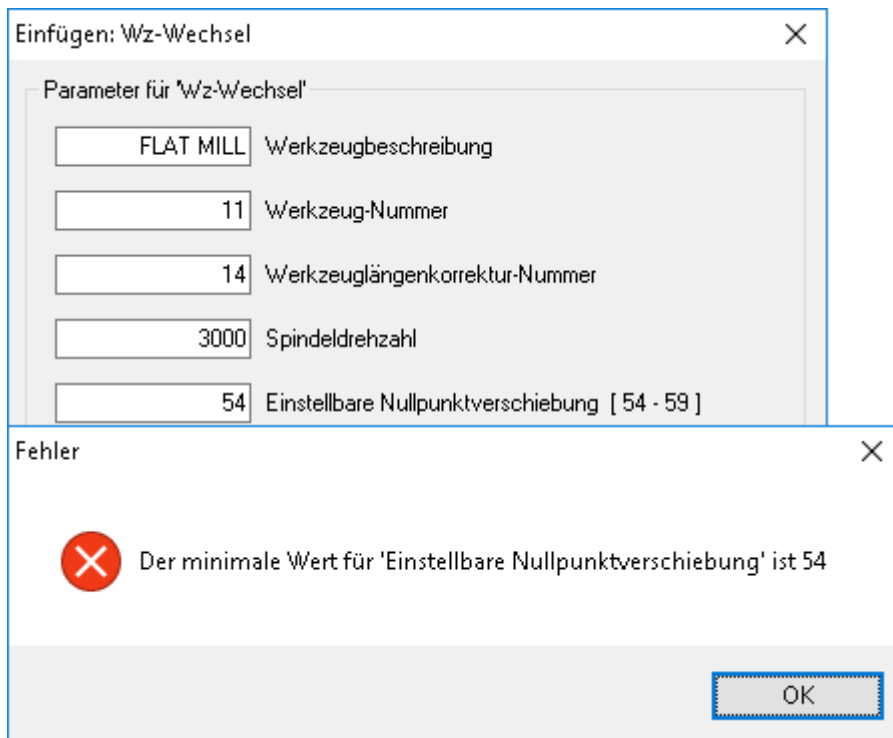 Einfügen: Wz-Wechsel
Parameter für 'Wz-Wechsel'
FLAT MILL Werkzeugbeschreibung
11 Werkzeug-Nummer
14 Werkzeuglängenkorrektur-Nummer
3000 Spindeldrehzahl
54 Einstellbare Nullpunktverschiebung [ 54 - 59 ]
Fehler
Der minimale Wert für 'Einstellbare Nullpunktverschiebung' ist 54
OK